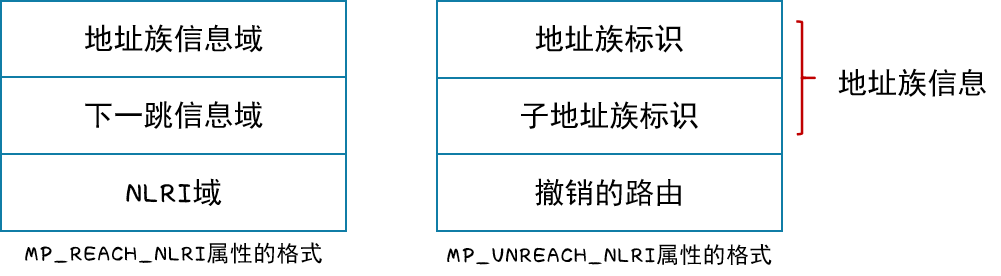 地址族信息域
下一跳信息域
NLRI域
MP_REACH_NLRI属性的格式
地址族标识
子地址族标识
撤销的路由
地址族信息
MP_UNREACH_NLRI属性的格式